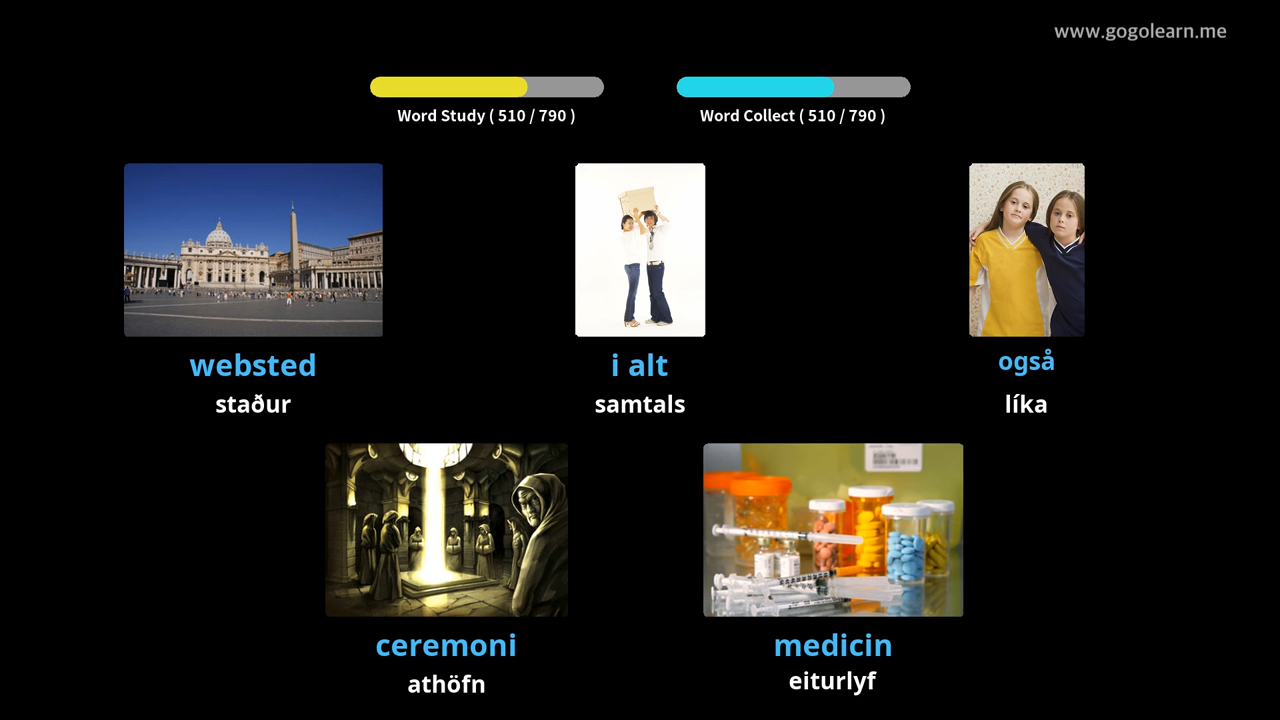 www.gogolearn.me
Word Study ( 510 / 790 )
Word Collect ( 510 / 790 )
websted
staður
i alt
samtals
også
líka
ceremoni
athöfn
medicin
eiturlyf